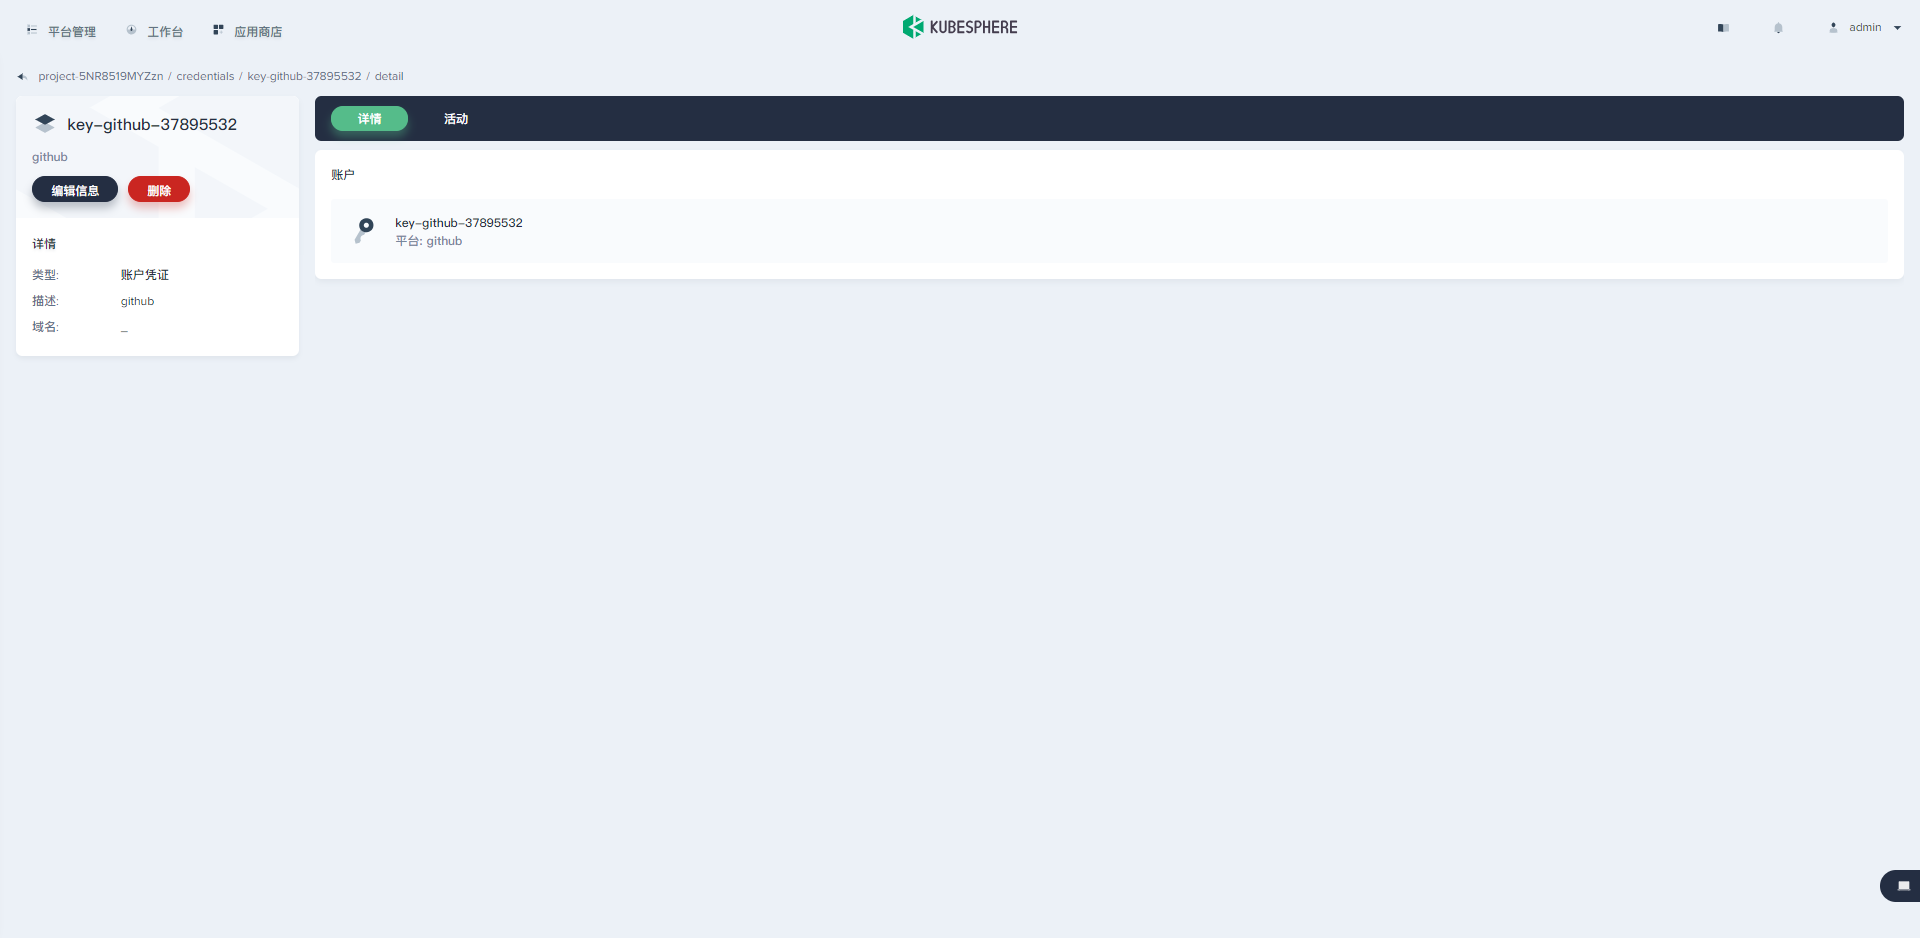 平台管理 工作台 应用商店 KUBESPHERE admin
project-5NR8519MYZzn / credentials / key-github-37895532 / detail
key-github-37895532
github
编辑信息 删除
详情
类型: 账户凭证
描述: github
域名: _
详情 活动
账户
key-github-37895532
平台: github